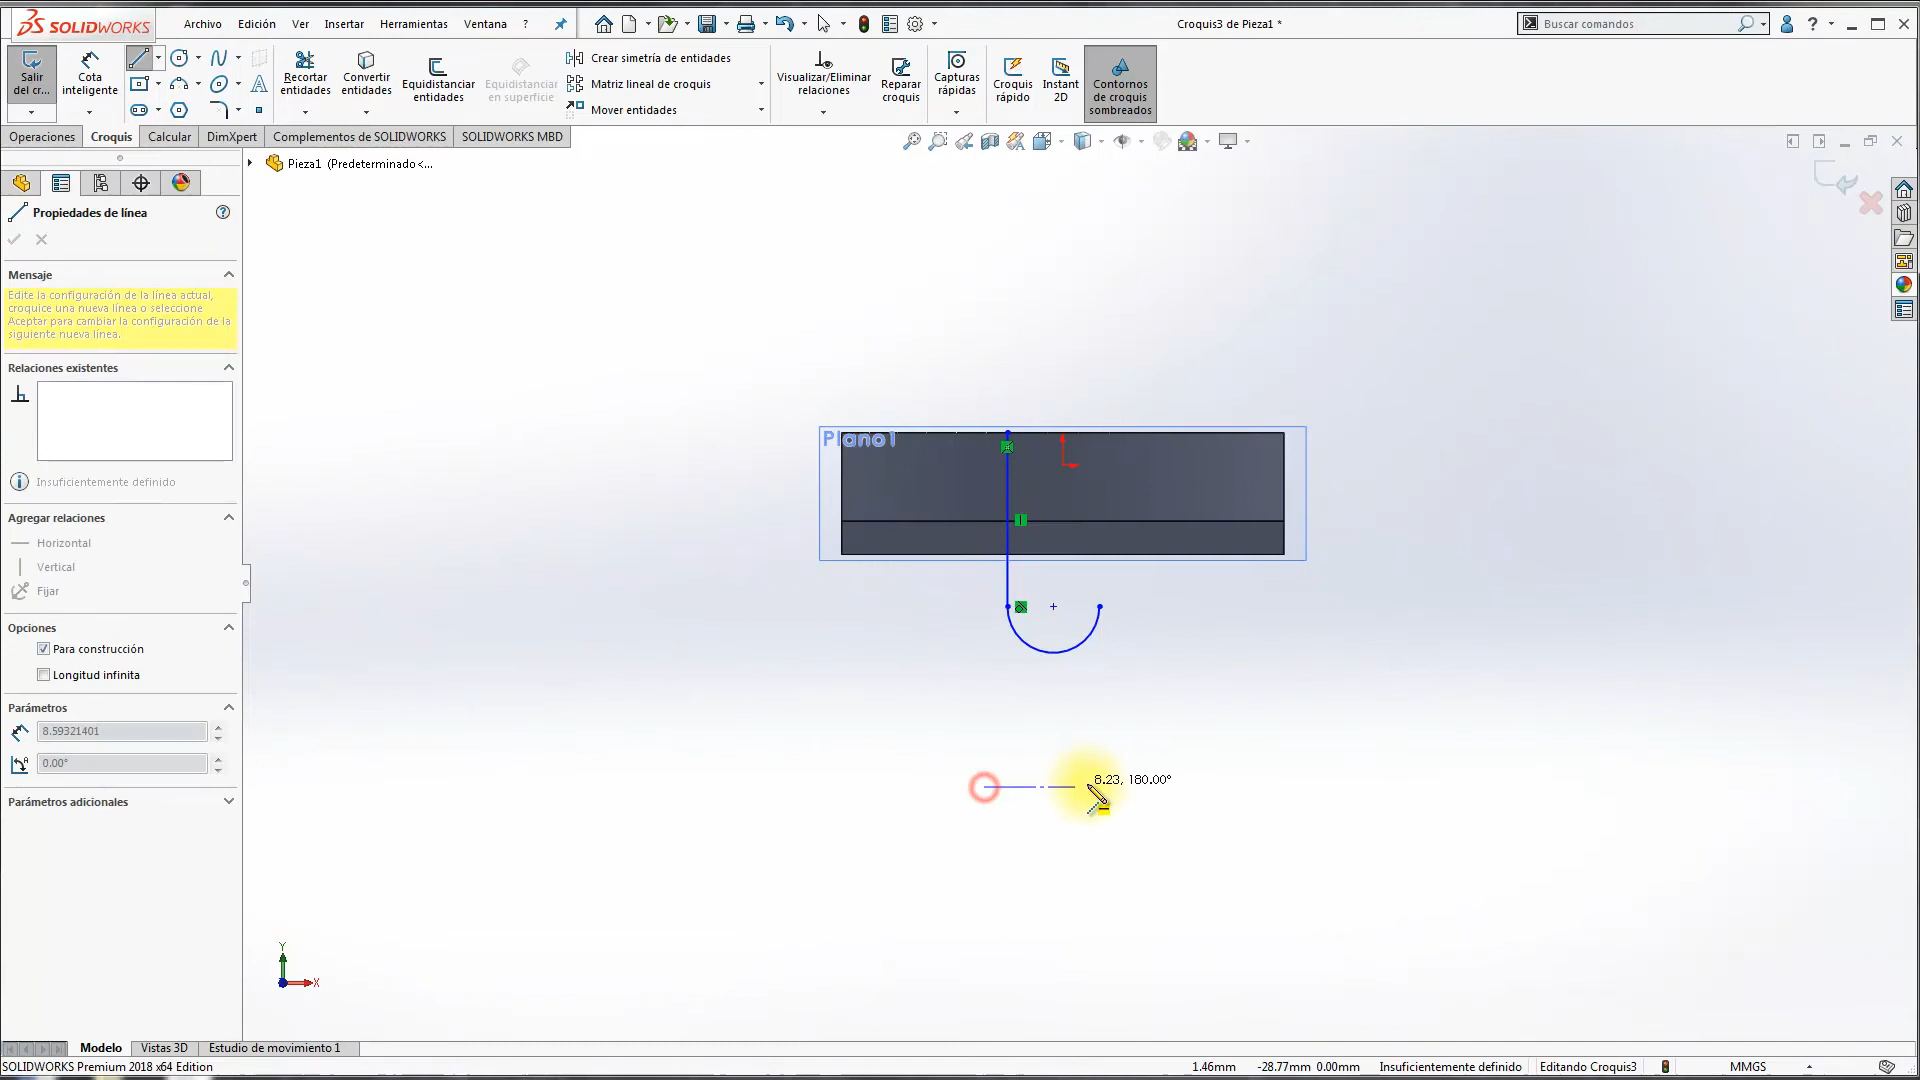 SOLIDWORKS
Archivo Edición Ver Insertar Herramientas Ventana ?
Croquis3 de Pieza1 *
Buscar comandos
Salir del cr...
Cota inteligente
Recortar entidades
Convertir entidades
Equidistanciar entidades
Equidistanciar en superficie
Crear simetría de entidades
Matriz lineal de croquis
Mover entidades
Visualizar/Eliminar relaciones
Reparar croquis
Capturas rápidas
Croquis rápido
Instant 2D
Contornos de croquis sombreados
Operaciones Croquis Calcular DimXpert Complementos de SOLIDWORKS SOLIDWORKS MBD
Pieza1 (Predeterminado<...
Propiedades de línea
Mensaje
Edite la configuración de la línea actual,
croquice una nueva línea o seleccione
Aceptar para cambiar la configuración de la
siguiente nueva línea.
Relaciones existentes
Insuficientemente definido
Agregar relaciones
Horizontal
Vertical
Fijar
Opciones
Para construcción
Longitud infinita
Parámetros
8.59321401
0.00°
Parámetros adicionales
Plano1
8.23, 180.00°
Y
X
Modelo Vistas 3D Estudio de movimiento 1
SOLIDWORKS Premium 2018 x64 Edition
1.46mm -28.77mm 0.00mm Insuficientemente definido Editando Croquis3 MMGS